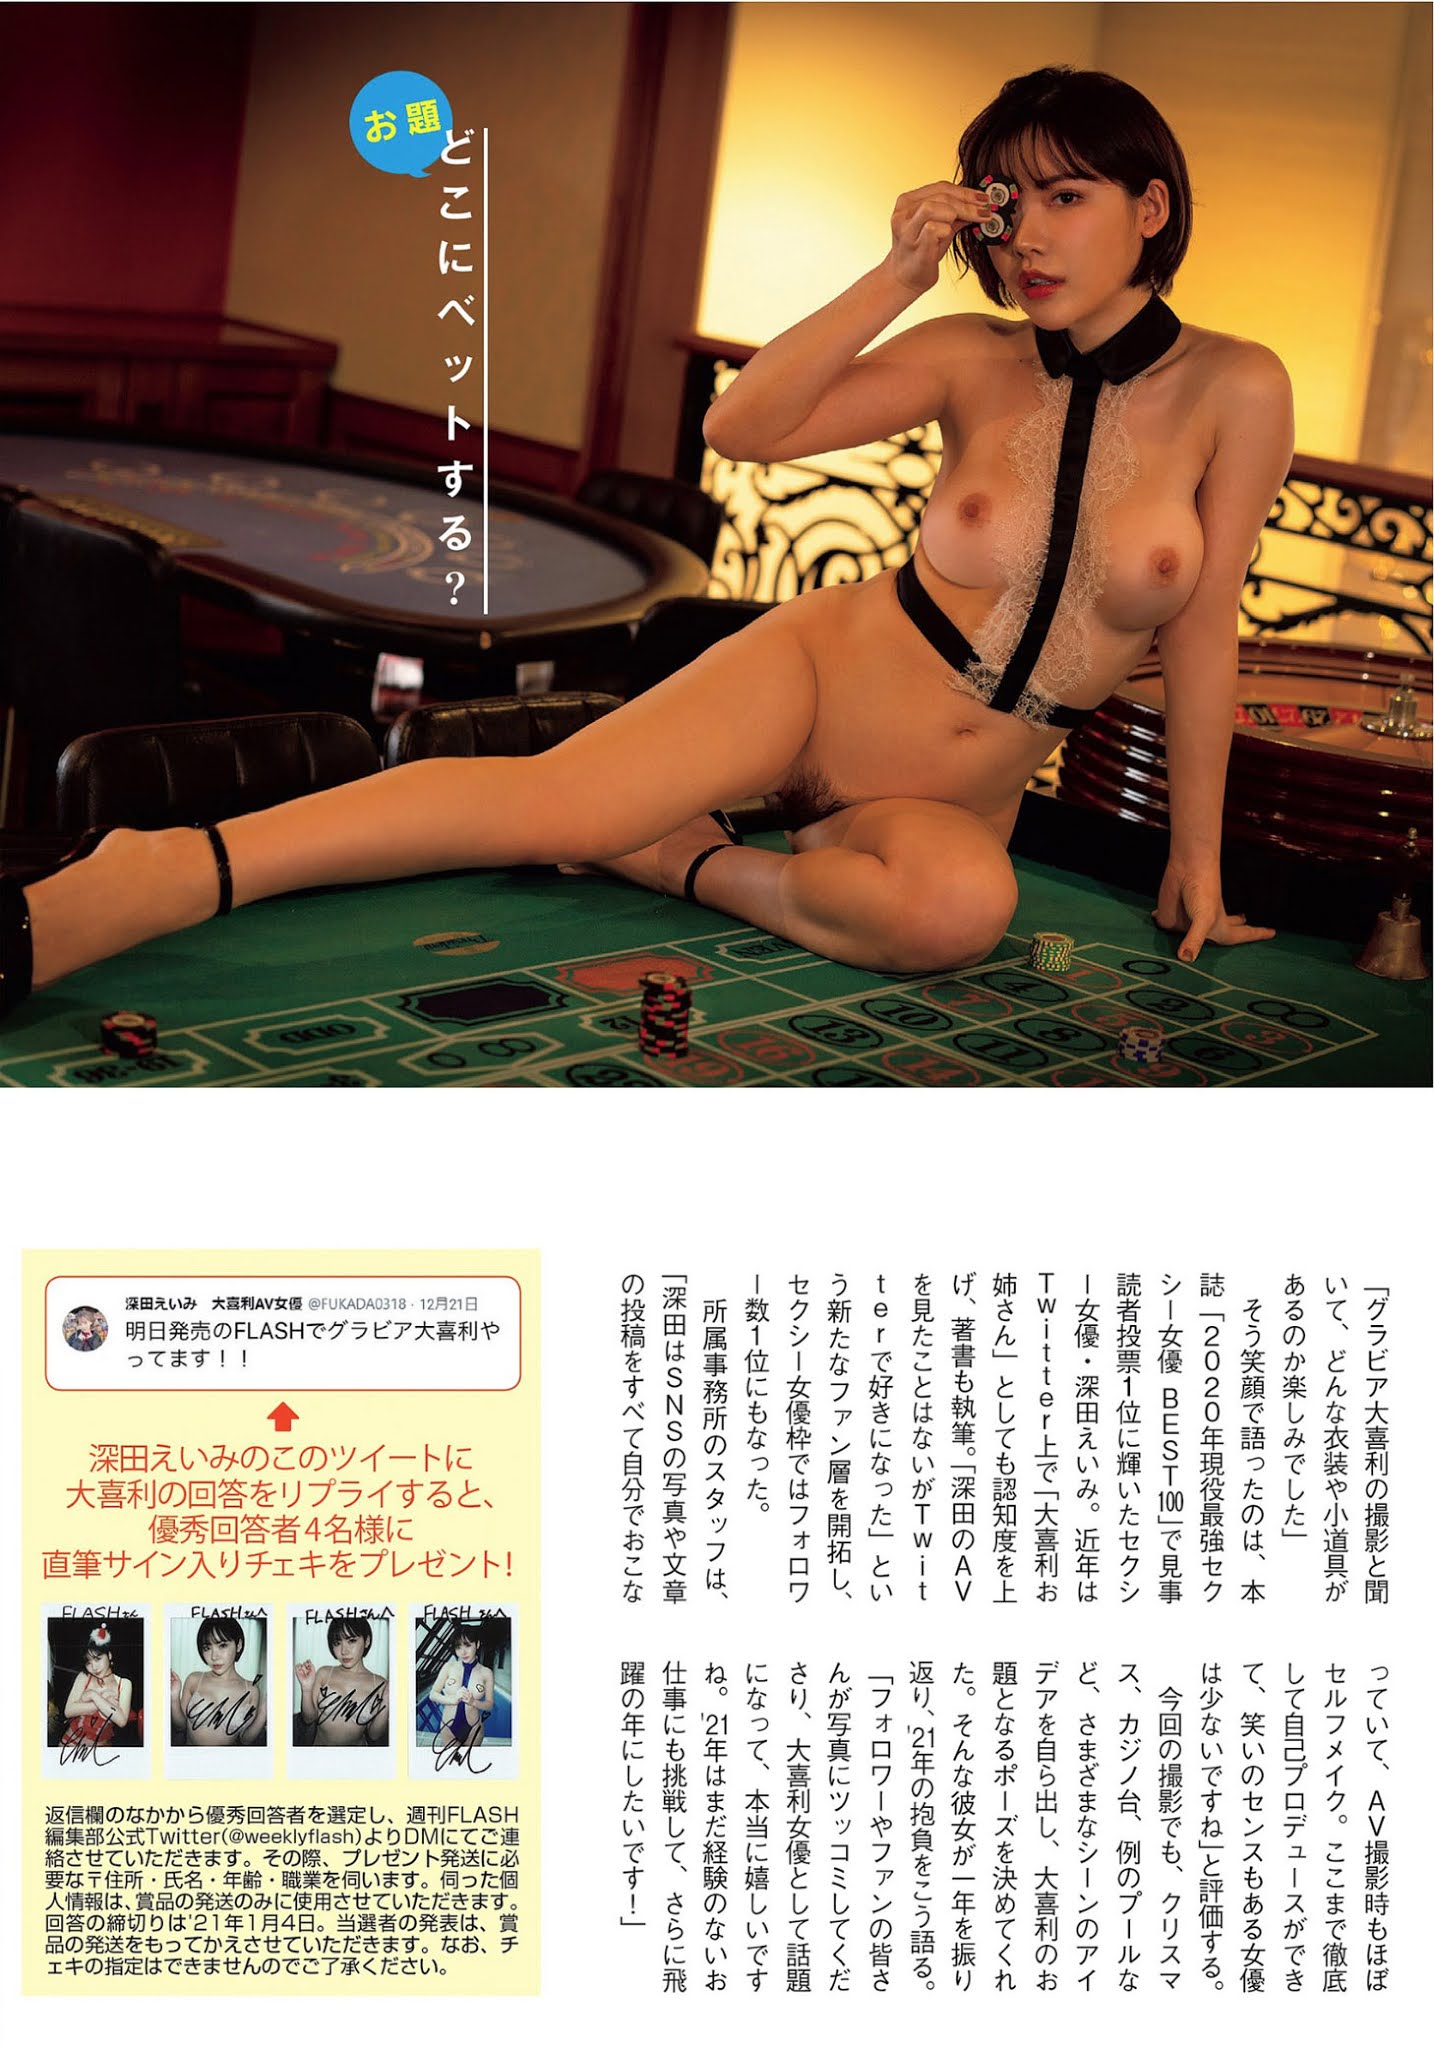 お題
どこにベットする?
ODD
「グラビア大喜利の撮影と聞
いて、どんな衣装や小道具が
あるのか楽しみでした」
そう笑顔で語ったのは、本
誌「2020年現役最強セク
シー女優 BEST100」で見事
読者投票1位に輝いたセクシ
ー女優・深田えいみ。近年は
Twitter上で「大喜利お
姉さん」としても認知度を上
げ、著書も執筆。「深田のAV
を見たことはないがTwit
terで好きになった」とい
う新たなファン層を開拓し、
セクシー女優枠ではフォロワ
ー数1位にもなった。
所属事務所のスタッフは、
「深田はSNSの写真や文章
の投稿をすべて自分でおこな
っていて、AV撮影時もほぼ
セルフメイク。ここまで徹底
して自己プロデュースができ
て、笑いのセンスもある女優
は少ないですね」と評価する。
今回の撮影でも、クリスマ
ス、カジノ台、例のプールな
ど、さまざまなシーンのアイ
デアを自ら出し、大喜利のお
題となるポーズを決めてくれ
た。そんな彼女が一年を振り
返り、'21年の抱負をこう語る。
「フォロワーやファンの皆さ
んが写真にツッコミしてくだ
さり、大喜利女優として話題
になって、本当に嬉しいです
ね。'21年はまだ経験のないお
仕事にも挑戦して、さらに飛
躍の年にしたいです!」
深田えいみ 大喜利AV女優 @FUKADA0318・12月21日
明日発売のFLASHでグラビア大喜利や
ってます!!
深田えいみのこのツイートに
大喜利の回答をリプライすると、
優秀回答者4名様に
直筆サイン入りチェキをプレゼント!
FLASHさん
FLASHさんへ
FLASHさんへ
FLASHさんへ
返信欄のなかから優秀回答者を選定し、週刊FLASH
編集部公式Twitter(@weeklyflash)よりDMにてご連
絡させていただきます。その際、プレゼント発送に必
要な〒住所・氏名・年齢・職業を伺います。伺った個
人情報は、賞品の発送のみに使用させていただきます。
回答の締切りは'21年1月4日。当選者の発表は、賞
品の発送をもってかえさせていただきます。なお、チ
ェキの指定はできませんのでご了承ください。